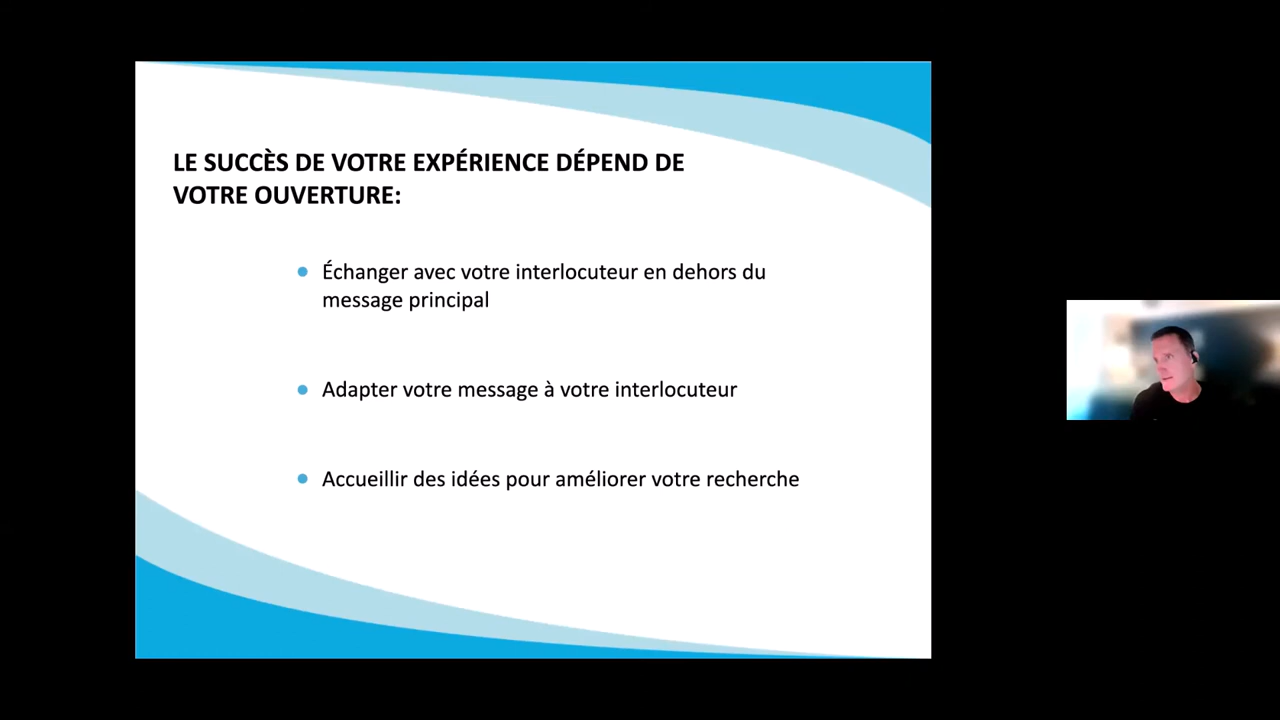 LE SUCCÈS DE VOTRE EXPÉRIENCE DÉPEND DE
VOTRE OUVERTURE:
Échanger avec votre interlocuteur en dehors du
message principal
Adapter votre message à votre interlocuteur
Accueillir des idées pour améliorer votre recherche